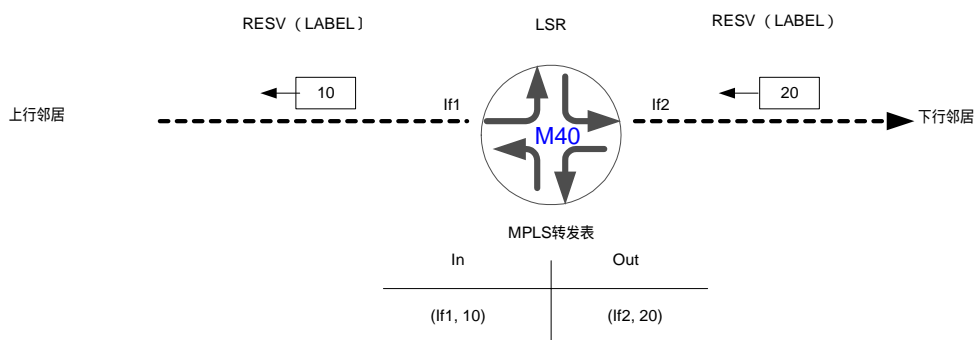 RESV（LABEL）
LSR
RESV（LABEL）
10
20
上行邻居
If1
If2
下行邻居
M40
MPLS转发表
In
Out
(If1, 10)
(If2, 20)